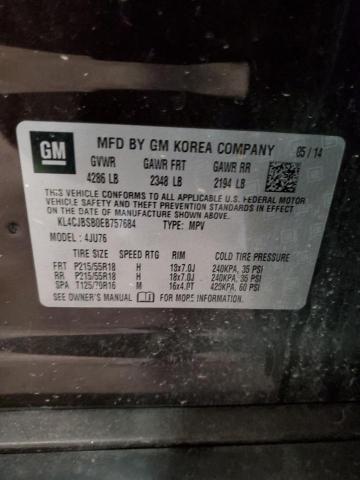 GM
MFD BY GM KOREA COMPANY 05/14
GVWR GAWR FRT GAWR RR
4286 LB 2348 LB 2194 LB
THIS VEHICLE CONFORMS TO ALL APPLICABLE U.S. FEDERAL MOTOR
VEHICLE SAFETY, BUMPER, AND THEFT PREVENTION STANDARDS IN
EFFECT ON THE DATE OF MANUFACTURE SHOWN ABOVE.
KL4CJBSB0EB757684 TYPE: MPV
MODEL: 4JU76
TIRE SIZE SPEED RTG RIM COLD TIRE PRESSURE
FRT P215/55R18 H 18x7.0J 240KPA, 35 PSI
RR P215/55R18 H 18x7.0J 240KPA, 35 PSI
SPA T125/70R16 M 16x4.0T 420KPA, 60 PSI
SEE OWNER'S MANUAL FOR MORE INFORMATION.